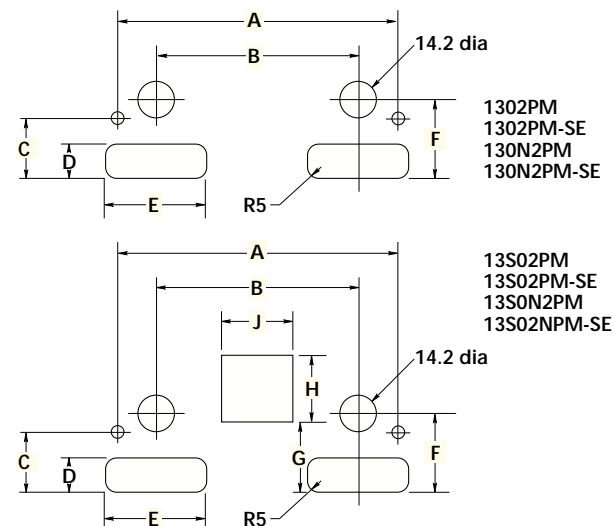 A
B
14.2 dia
C
D
E
R5
F
1302PM
1302PM-SE
130N2PM
130N2PM-SE
A
B
J
H
14.2 dia
C
D
E
G
R5
F
13S02PM
13S02PM-SE
13S0N2PM
13S02NPM-SE